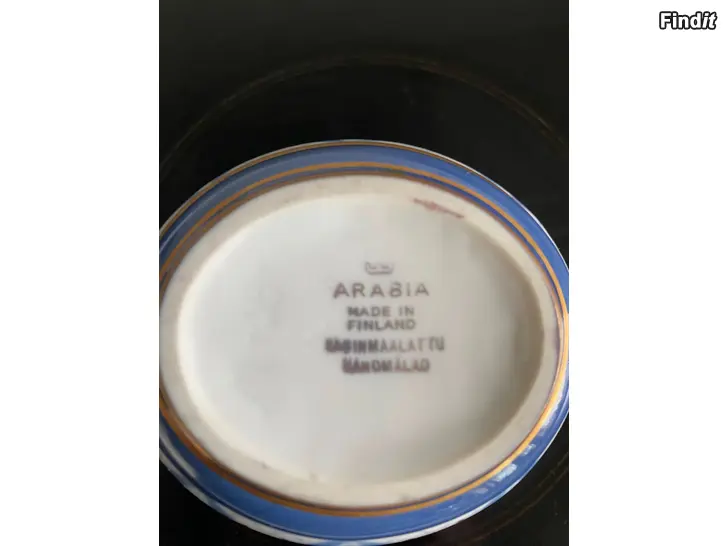 Findit
ARABIA
MADE IN
FINLAND
KÄSINMAALATTU
HANDMÅLAD